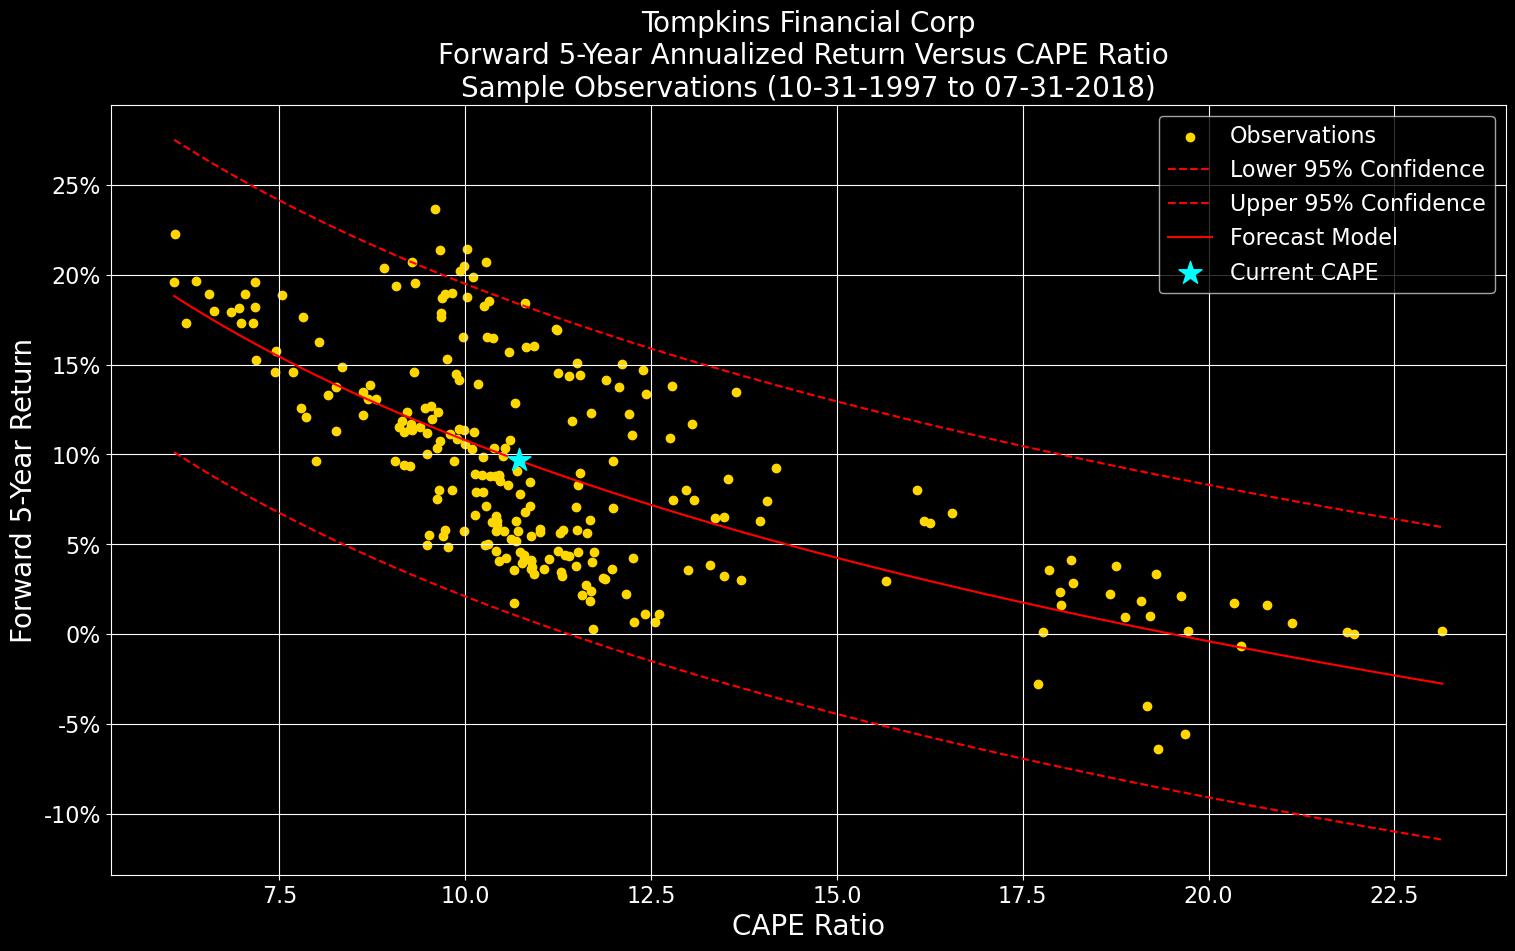 Tompkins Financial Corp
Forward 5-Year Annualized Return Versus CAPE Ratio
Sample Observations (10-31-1997 to 07-31-2018)
Observations
Lower 95% Confidence
Upper 95% Confidence
Forecast Model
Current CAPE
Forward 5-Year Return
25%
20%
15%
10%
5%
0%
-5%
-10%
7.5 10.0 12.5 15.0 17.5 20.0 22.5
CAPE Ratio